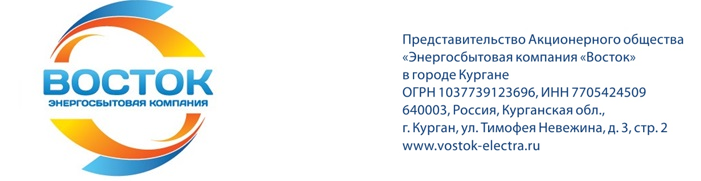 ВОСТОК
ЭНЕРГОСБЫТОВАЯ КОМПАНИЯ
Представительство Акционерного общества
«Энергосбытовая компания «Восток»
в городе Кургане
ОГРН 1037739123696, ИНН 7705424509
640003, Россия, Курганская обл.,
г. Курган, ул. Тимофея Невежина, д. 3, стр. 2
www.vostok-electra.ru